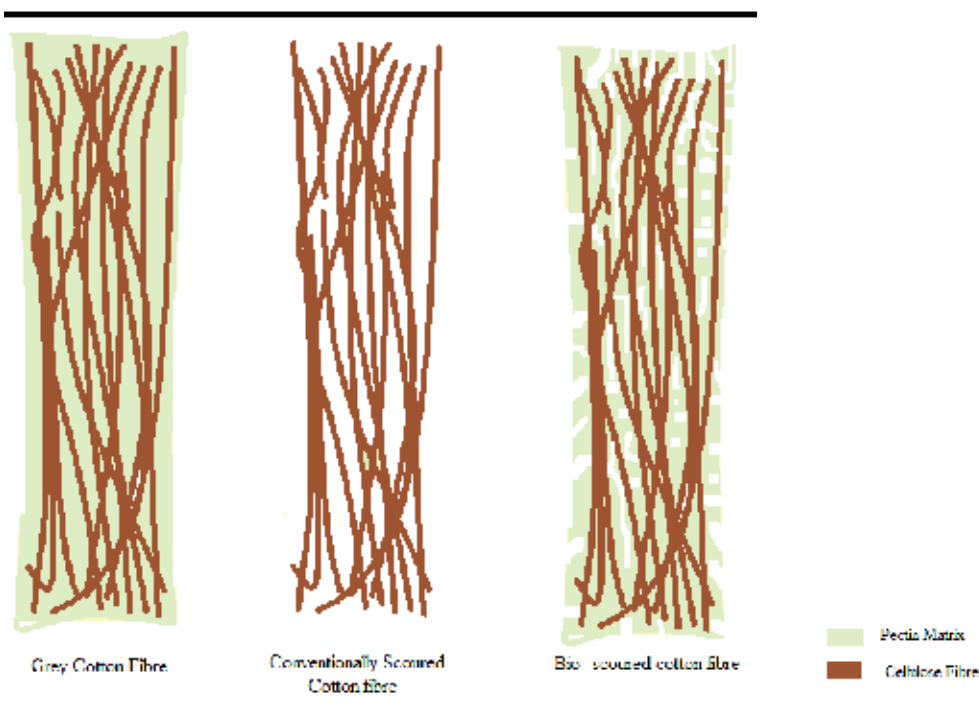 Grey Cotton Fibre
Conventionally Scoured
Cotton fibre
Bio scoured cotton fibre
Pectin Matrix
Cellulose Fibre